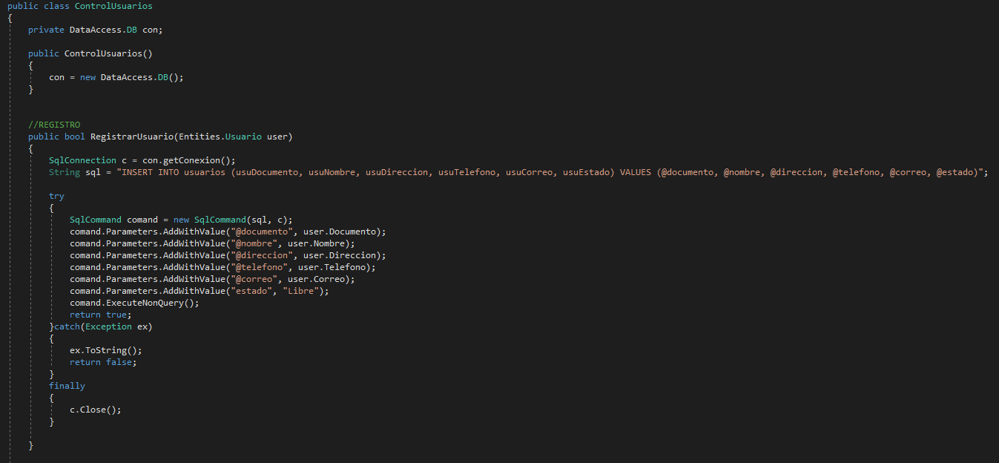 public class ControlUsuarios
{
private DataAccess.DB con;
public ControlUsuarios()
{
con = new DataAccess.DB();
}
//REGISTRO
public bool RegistrarUsuario(Entities.Usuario user)
{
SqlConnection c = con.getConexion();
String sql = "INSERT INTO usuarios (usuDocumento, usuNombre, usuDireccion, usuTelefono, usuCorreo, usuEstado) VALUES (@documento, @nombre, @direccion, @telefono, @correo, @estado)";
try
{
SqlCommand comand = new SqlCommand(sql, c);
comand.Parameters.AddWithValue("@documento", user.Documento);
comand.Parameters.AddWithValue("@nombre", user.Nombre);
comand.Parameters.AddWithValue("@direccion", user.Direccion);
comand.Parameters.AddWithValue("@telefono", user.Telefono);
comand.Parameters.AddWithValue("@correo", user.Correo);
comand.Parameters.AddWithValue("estado", "Libre");
comand.ExecuteNonQuery();
return true;
}catch(Exception ex)
{
ex.ToString();
return false;
}
finally
{
c.Close();
}
}